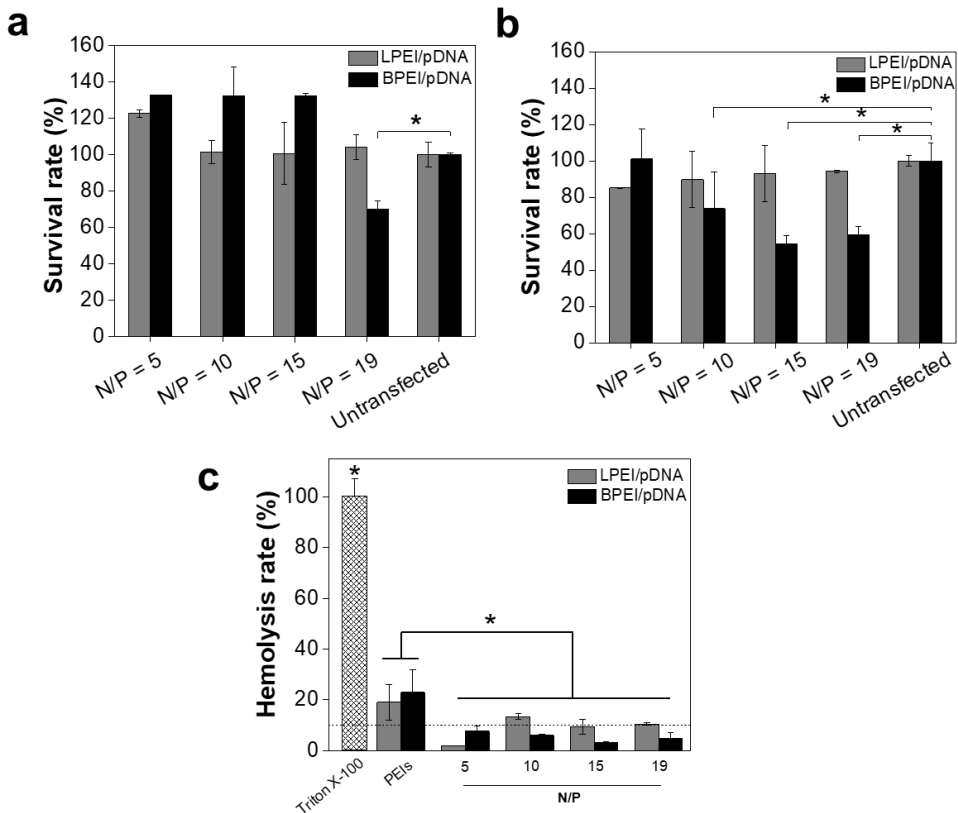 a
160
140
120
100
80
60
40
20
0
Survival rate (%)
LPEI/pDNA
BPEI/pDNA
*
N/P = 5
N/P = 10
N/P = 15
N/P = 19
Untransfected
b
160
140
120
100
80
60
40
20
0
Survival rate (%)
LPEI/pDNA
BPEI/pDNA
*
*
*
N/P = 5
N/P = 10
N/P = 15
N/P = 19
Untransfected
c
100
80
60
40
20
0
Hemolysis rate (%)
LPEI/pDNA
BPEI/pDNA
*
*
Triton X-100
PEIs
5 10 15 19
N/P